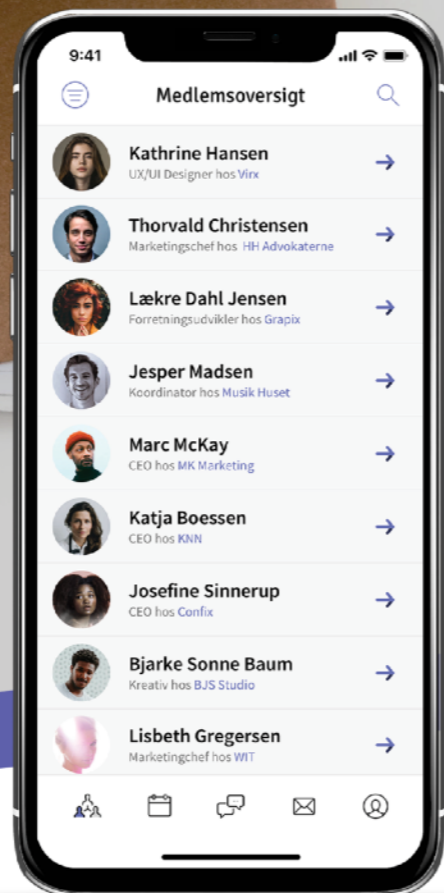 9:41
Medlemsoversigt
Kathrine Hansen
UX/UI Designer hos Virx
Thorvald Christensen
Marketingschef hos HH Advokaterne
Lækre Dahl Jensen
Forretningsudvikler hos Grapix
Jesper Madsen
Koordinator hos Musik Huset
Marc McKay
CEO hos MK Marketing
Katja Boessen
CEO hos KNN
Josefine Sinnerup
CEO hos Confix
Bjarke Sonne Baum
Kreativ hos BJS Studio
Lisbeth Gregersen
Marketingchef hos WIT